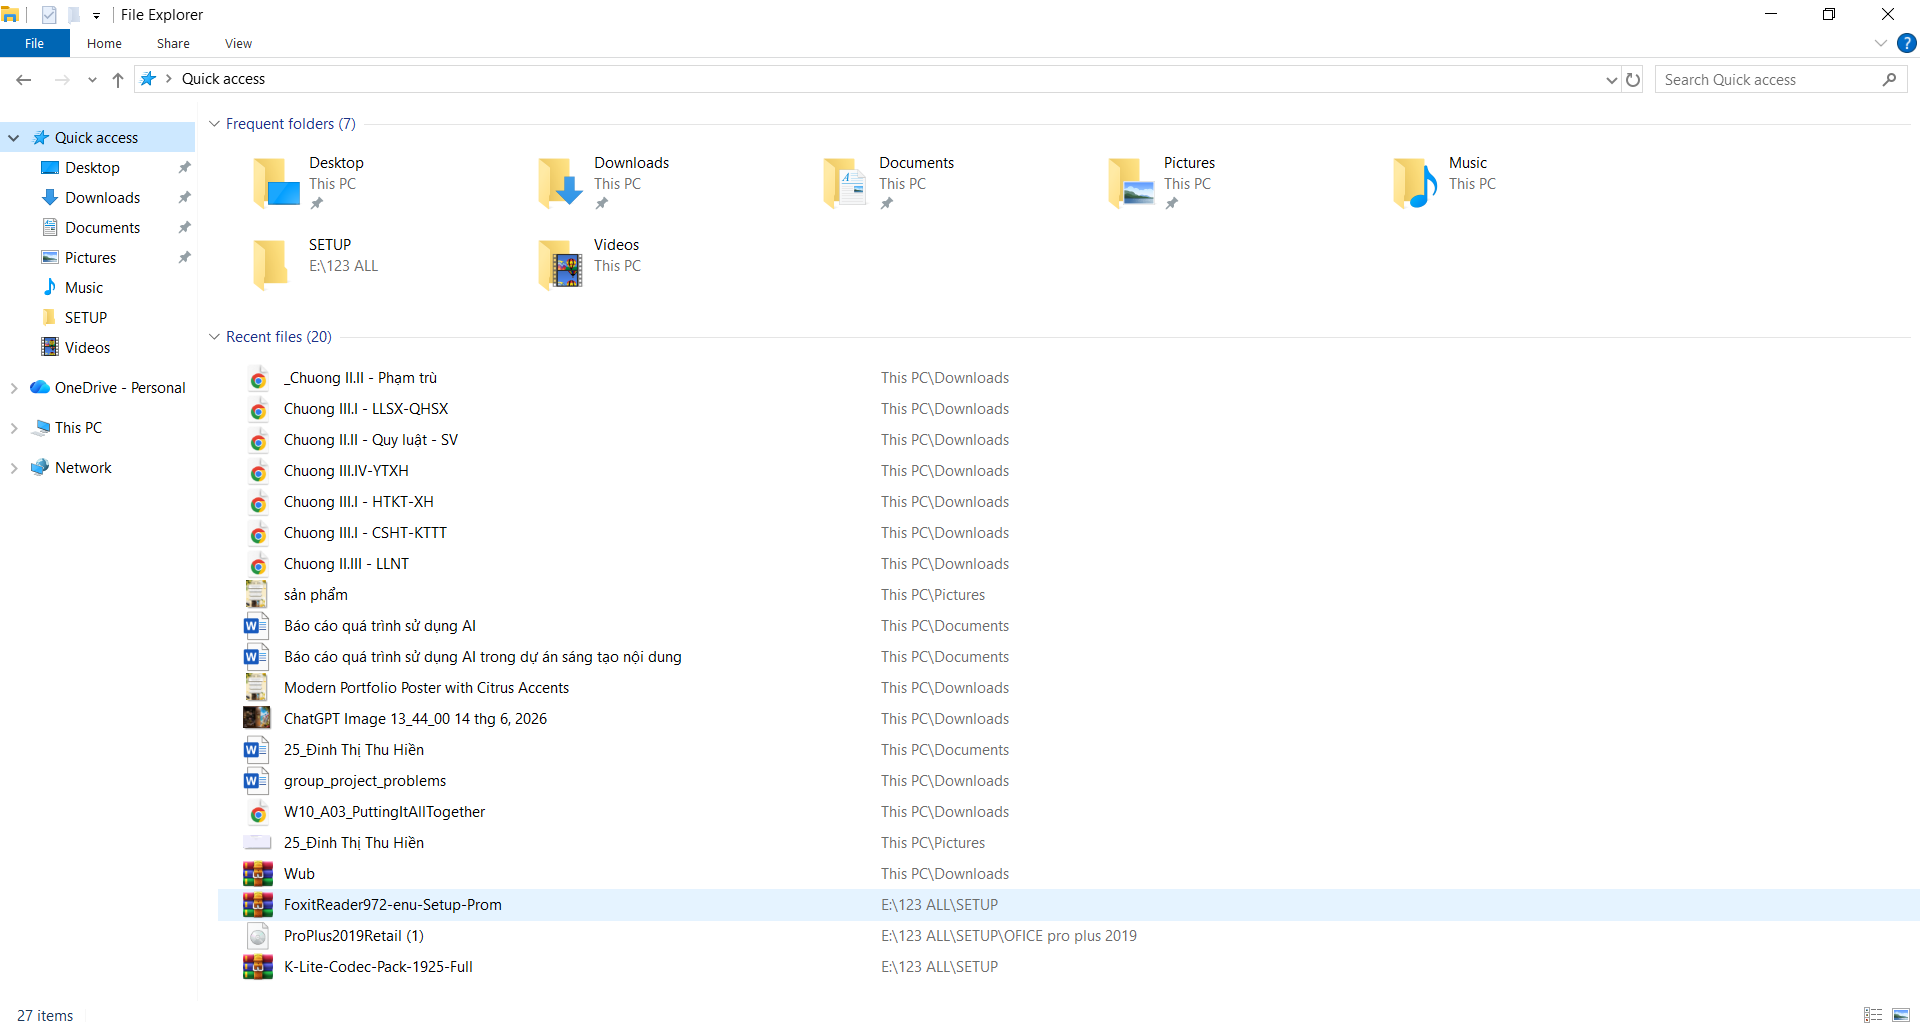 File Explorer
File Home Share View
Quick access
Search Quick access
Quick access
Desktop
Downloads
Documents
Pictures
Music
SETUP
Videos
OneDrive - Personal
This PC
Network
Frequent folders (7)
Desktop
This PC
Downloads
This PC
Documents
This PC
Pictures
This PC
Music
This PC
SETUP
E:\123 ALL
Videos
This PC
Recent files (20)
_Chuong II.II - Phạm trù This PC\Downloads
Chuong III.I - LLSX-QHSX This PC\Downloads
Chuong II.II - Quy luật - SV This PC\Downloads
Chuong III.IV-YTXH This PC\Downloads
Chuong III.I - HTKT-XH This PC\Downloads
Chuong III.I - CSHT-KTTT This PC\Downloads
Chuong II.III - LLNT This PC\Downloads
sản phẩm This PC\Pictures
Báo cáo quá trình sử dụng AI This PC\Documents
Báo cáo quá trình sử dụng AI trong dự án sáng tạo nội dung This PC\Documents
Modern Portfolio Poster with Citrus Accents This PC\Downloads
ChatGPT Image 13_44_00 14 thg 6, 2026 This PC\Downloads
25_Đinh Thị Thu Hiền This PC\Documents
group_project_problems This PC\Downloads
W10_A03_PuttingItAllTogether This PC\Downloads
25_Đinh Thị Thu Hiền This PC\Pictures
Wub This PC\Downloads
FoxitReader972-enu-Setup-Prom E:\123 ALL\SETUP
ProPlus2019Retail (1) E:\123 ALL\SETUP\OFICE pro plus 2019
K-Lite-Codec-Pack-1925-Full E:\123 ALL\SETUP
27 items